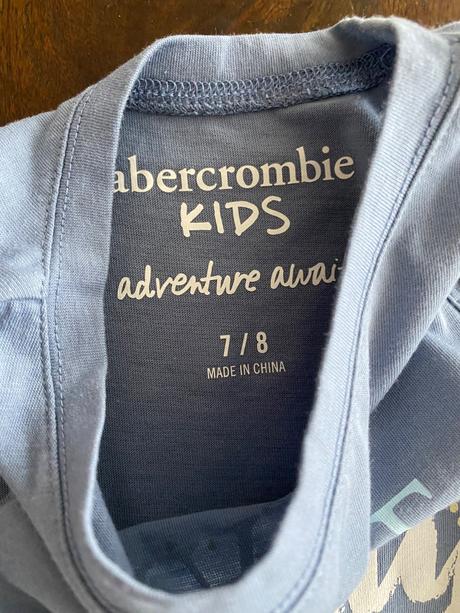 abercrombie
KIDS
adventure awai
7 / 8
MADE IN CHINA